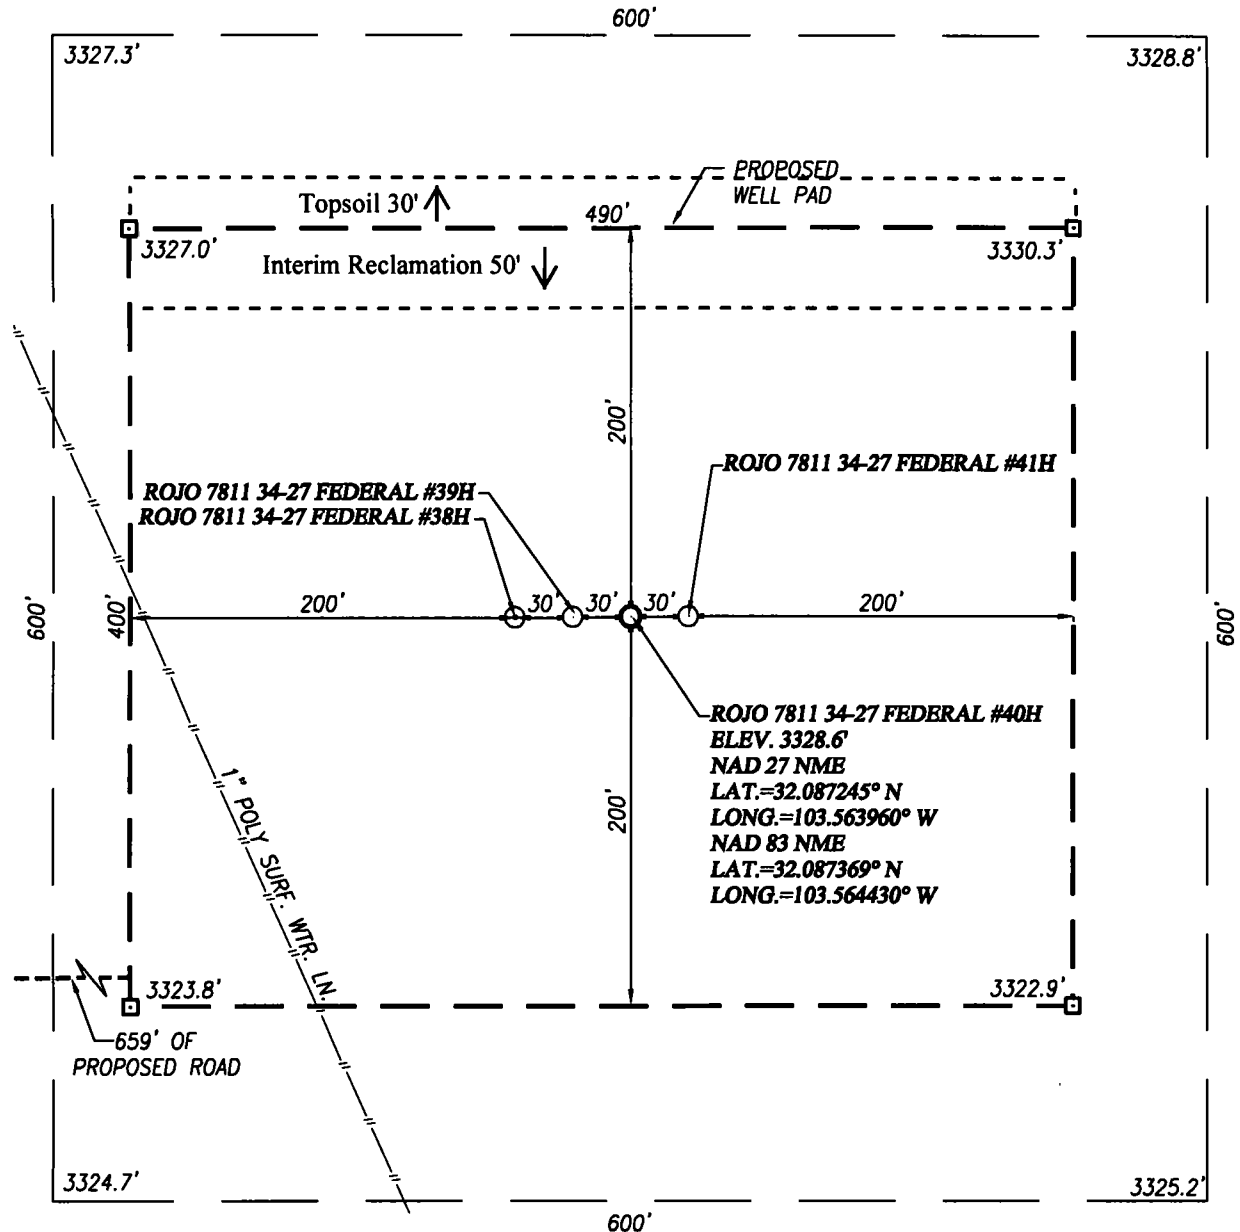 600'
3327.3'
3328.8'
PROPOSED
WELL PAD
Topsoil 30'
490'
3327.0'
3330.3'
Interim Reclamation 50'
200'
ROJO 7811 34-27 FEDERAL #41H
ROJO 7811 34-27 FEDERAL #39H
ROJO 7811 34-27 FEDERAL #38H
600'
400'
200'
30'
30'
30'
200'
600'
ROJO 7811 34-27 FEDERAL #40H
ELEV. 3328.6'
NAD 27 NME
LAT.=32.087245° N
LONG.=103.563960° W
NAD 83 NME
LAT.=32.087369° N
LONG.=103.564430° W
200'
1" POLY SURF. WTR. LN.
3323.8'
3322.9'
659' OF
PROPOSED ROAD
3324.7'
3325.2'
600'